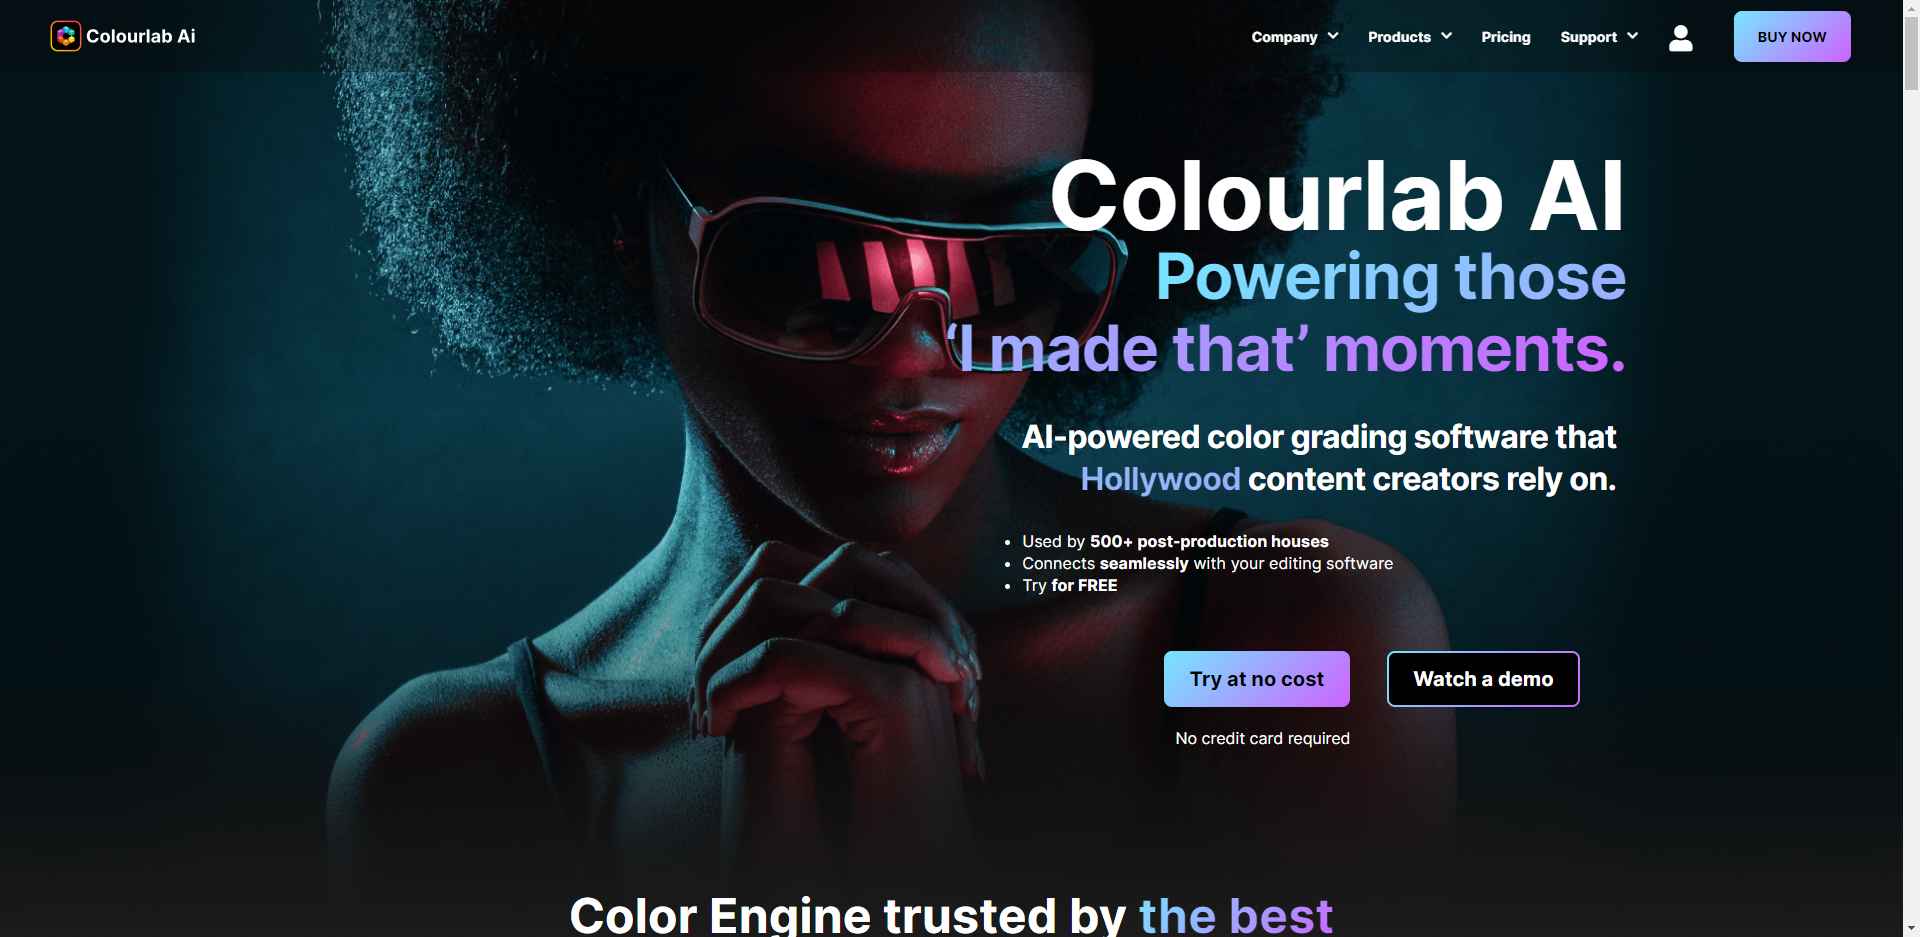 Colourlab Ai
Company
Products
Pricing
Support
BUY NOW
Colourlab AI
Powering those
‘I made that’ moments.
AI-powered color grading software that
Hollywood content creators rely on.
Used by 500+ post-production houses
Connects seamlessly with your editing software
Try for FREE
Try at no cost
Watch a demo
No credit card required
Color Engine trusted by the best